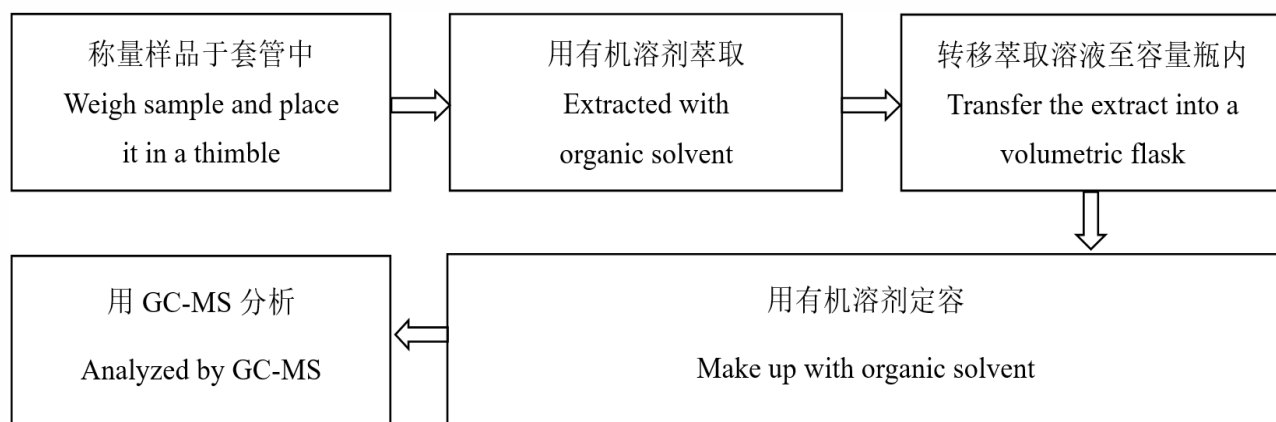 称量样品于套管中
Weigh sample and place
it in a thimble
用有机溶剂萃取
Extracted with
organic solvent
转移萃取溶液至容量瓶内
Transfer the extract into a
volumetric flask
用有机溶剂定容
Make up with organic solvent
用 GC-MS 分析
Analyzed by GC-MS